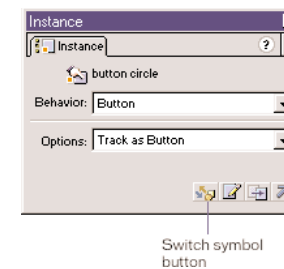 Instance
Instance
?
button circle
Behavior: Button
Options: Track as Button
Switch symbol
button